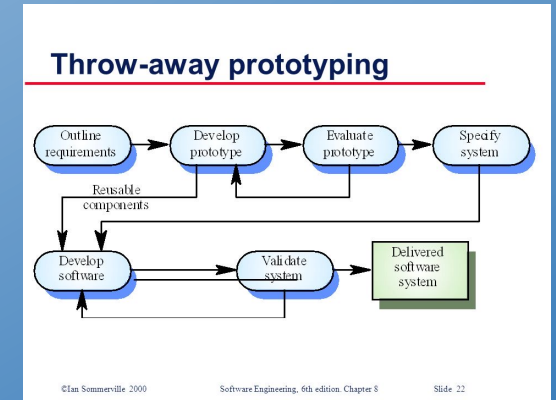 Throw-away prototyping
Outline
requirements
Develop
prototype
Evaluate
prototype
Specify
system
Reusable
components
Develop
software
Validate
system
Delivered
software
system
©Ian Sommerville 2000
Software Engineering, 6th edition. Chapter 8
Slide 22